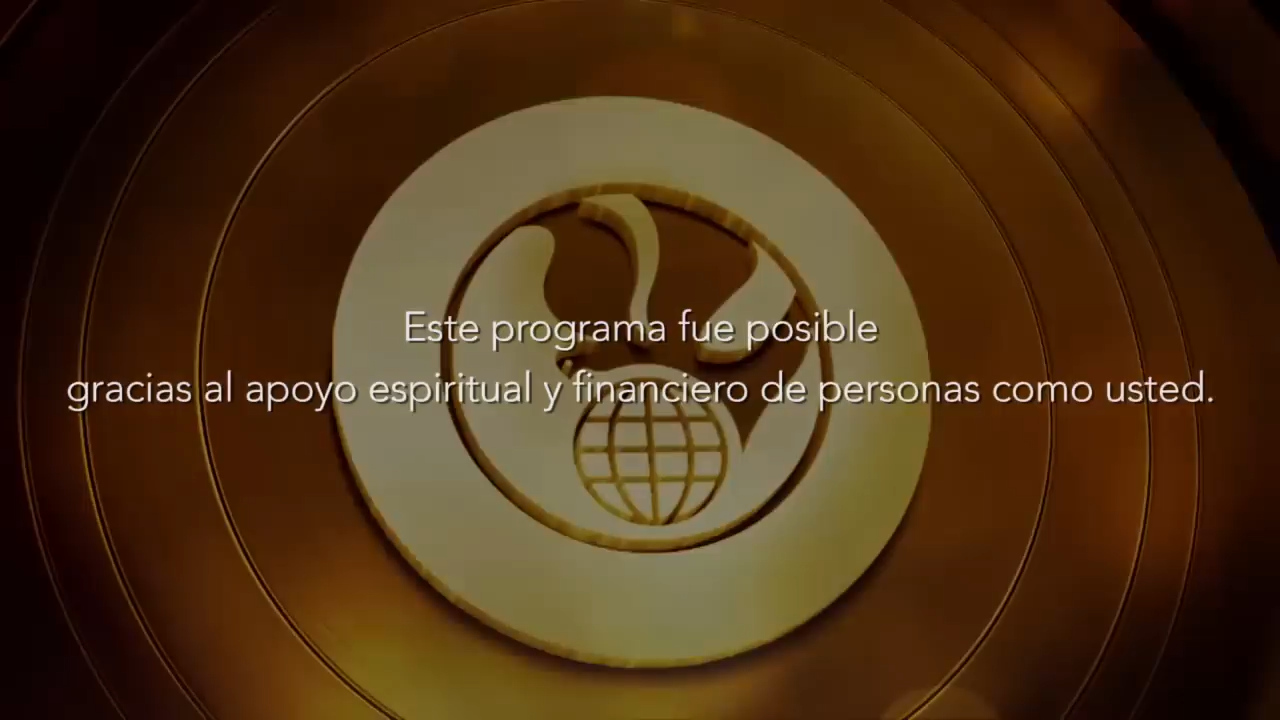 Este programa fue posible
gracias al apoyo espiritual y financiero de personas como usted.